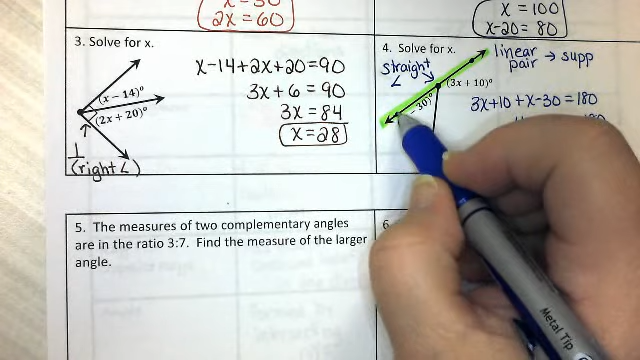 x=30
2x=60
x = 100
x-20= 80
3. Solve for x.
(x − 14)°
(2x + 20)°
(right ∠
x-14+2x+20=90
3x+6=90
3x=84
x=28
4. Solve for x.
straight
∠
linear
pair → supp
(3x + 10)°
− 30)°
3x+10+x-30=180
5. The measures of two complementary angles
are in the ratio 3:7. Find the measure of the larger
angle.
6.
Metal Tip